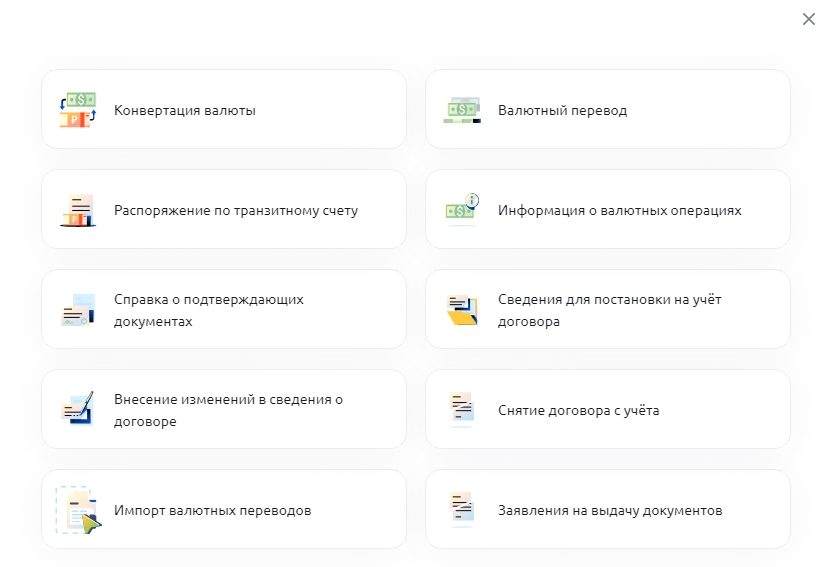 Конвертация валюты
Валютный перевод
Распоряжение по транзитному счету
Информация о валютных операциях
Справка о подтверждающих
документах
Сведения для постановки на учёт
договора
Внесение изменений в сведения о
договоре
Снятие договора с учёта
Импорт валютных переводов
Заявления на выдачу документов